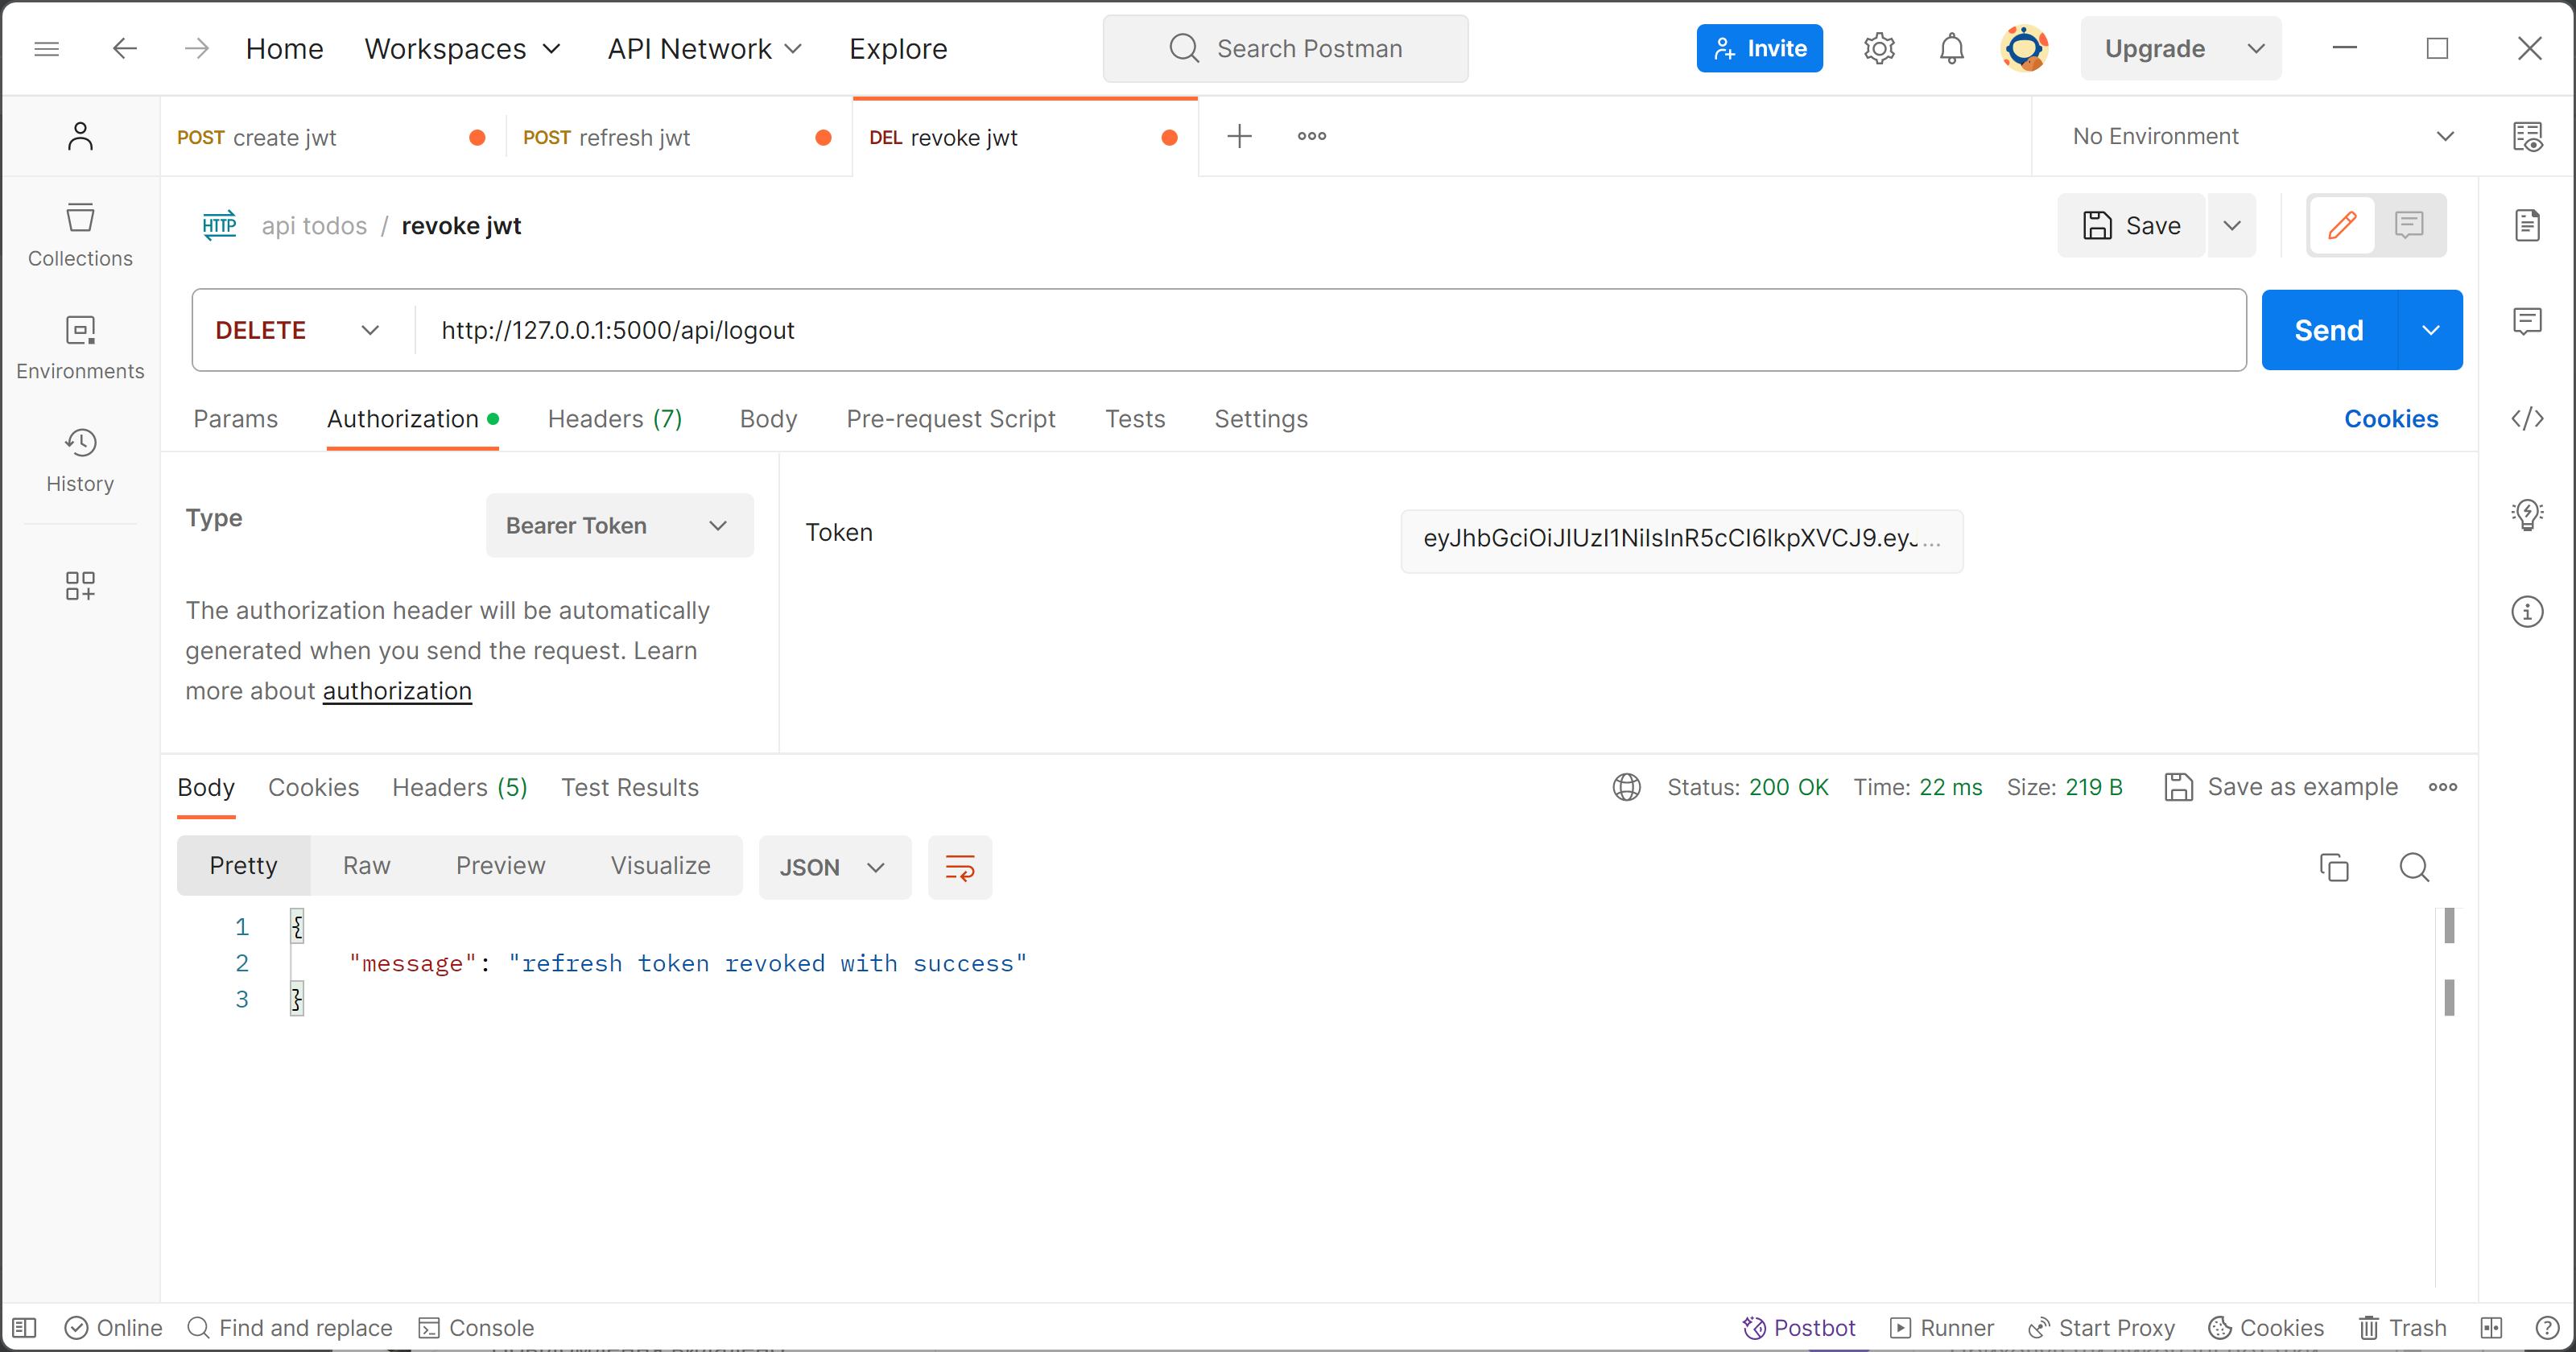 Home Workspaces API Network Explore Search Postman Invite Upgrade
POST create jwt POST refresh jwt DEL revoke jwt No Environment
HTTP api todos / revoke jwt Save
Collections
DELETE http://127.0.0.1:5000/api/logout Send
Environments
Params Authorization Headers (7) Body Pre-request Script Tests Settings Cookies
History
Type Bearer Token Token eyJhbGciOiJIUzI1NiIsInR5cCI6IkpXVCJ9.eyJ...
The authorization header will be automatically
generated when you send the request. Learn
more about authorization
Body Cookies Headers (5) Test Results Status: 200 OK Time: 22 ms Size: 219 B Save as example
Pretty Raw Preview Visualize JSON
1 {
2 "message": "refresh token revoked with success"
3 }
Online Find and replace Console Postbot Runner Start Proxy Cookies Trash